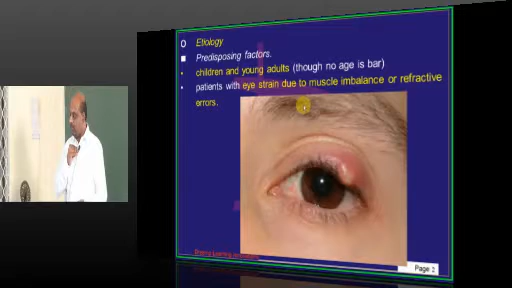 Etiology
Predisposing factors.
children and young adults (though no age is bar)
patients with eye strain due to muscle imbalance or refractive
errors.
Page 2